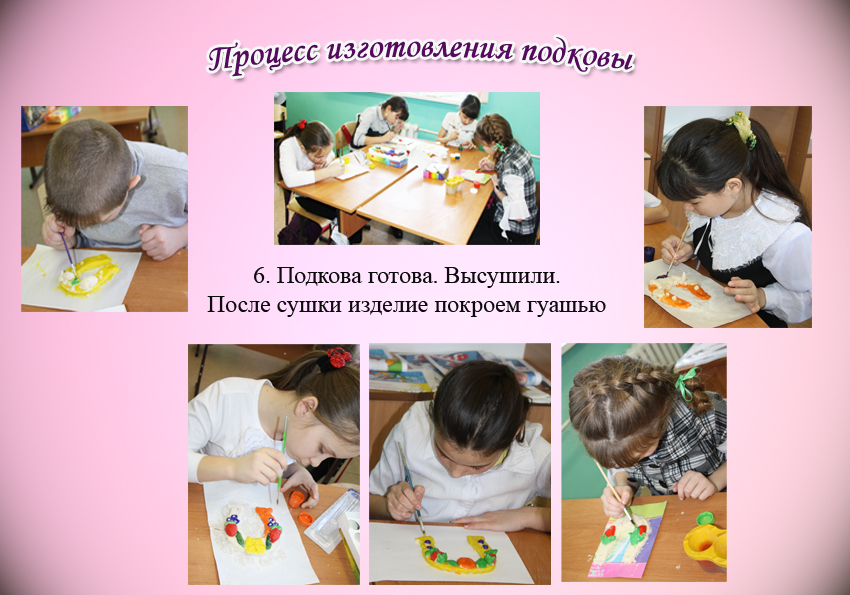 Процесс изготовления подковы
6. Подкова готова. Высушили.
После сушки изделие покроем гуашью